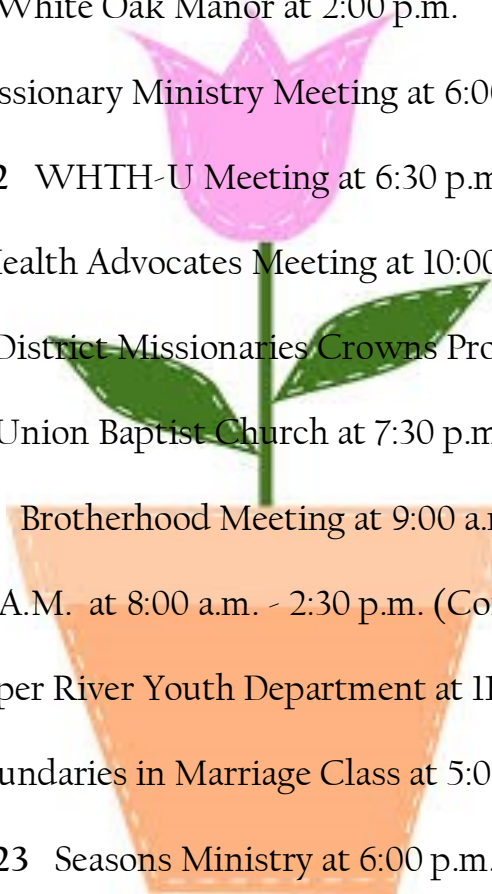 White Oak Manor at 2:00 p.m.
ssionary Ministry Meeting at 6:0
2 WHTH-U Meeting at 6:30 p.m
Health Advocates Meeting at 10:00
District Missionaries Crowns Pro
Union Baptist Church at 7:30 p.m
Brotherhood Meeting at 9:00 a.
A.M. at 8:00 a.m. - 2:30 p.m. (Co
per River Youth Department at 1
undaries in Marriage Class at 5:0
23 Seasons Ministry at 6:00 p.m.